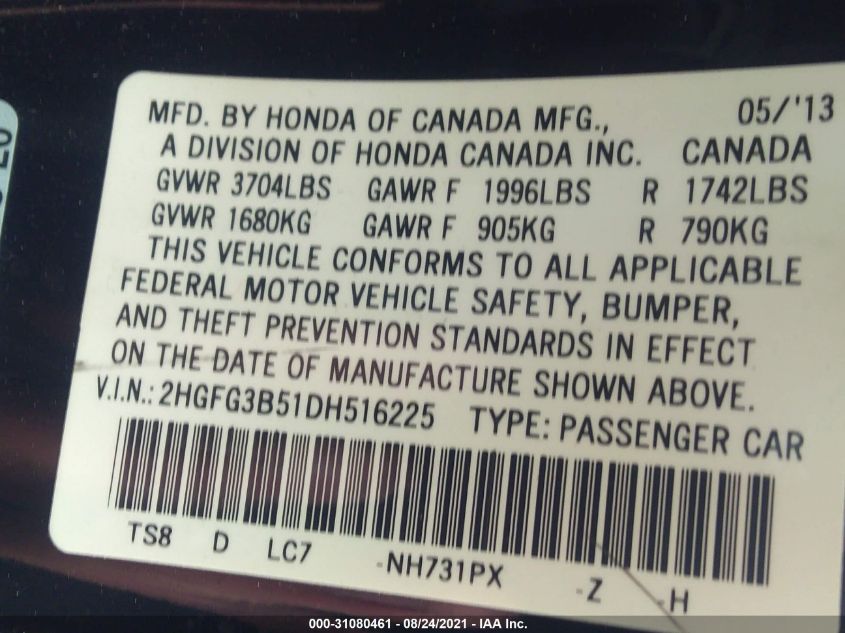 MFD. BY HONDA OF CANADA MFG., 05/'13
A DIVISION OF HONDA CANADA INC. CANADA
GVWR 3704LBS GAWR F 1996LBS R 1742LBS
GVWR 1680KG GAWR F 905KG R 790KG
THIS VEHICLE CONFORMS TO ALL APPLICABLE
FEDERAL MOTOR VEHICLE SAFETY, BUMPER,
AND THEFT PREVENTION STANDARDS IN EFFECT
ON THE DATE OF MANUFACTURE SHOWN ABOVE.
V.I.N.: 2HGFG3B51DH516225 TYPE: PASSENGER CAR
TS8 D LC7 -NH731PX -Z -H
000-31080461 - 08/24/2021 - IAA Inc.